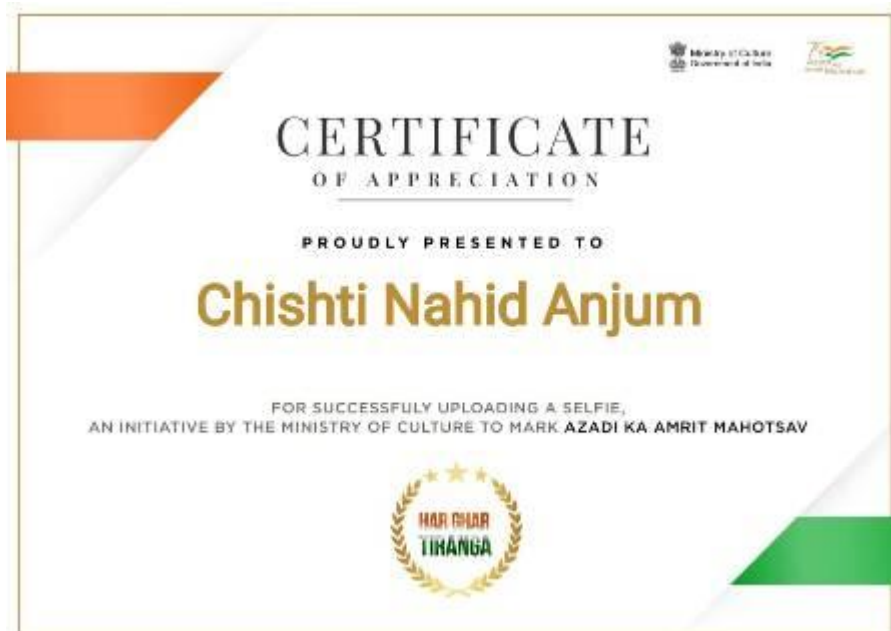 Ministry of Culture
Government of India
CERTIFICATE
OF APPRECIATION
PROUDLY PRESENTED TO
Chishti Nahid Anjum
FOR SUCCESSFULY UPLOADING A SELFIE,
AN INITIATIVE BY THE MINISTRY OF CULTURE TO MARK AZADI KA AMRIT MAHOTSAV
HAR GHAR
TIRANGA